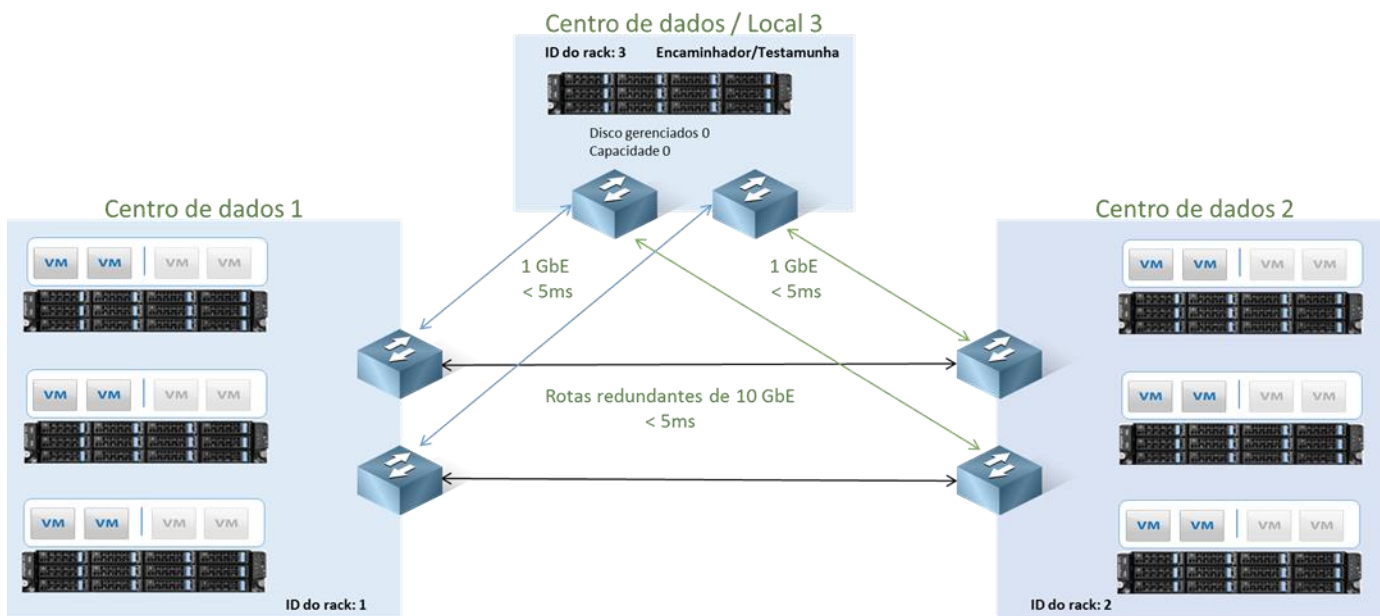 Centro de dados / Local 3
ID do rack: 3 Encaminhador/Testamunha
Disco gerenciados 0
Capacidade 0
Centro de dados 1
Centro de dados 2
VM VM VM VM
VM VM VM VM
1 GbE
< 5ms
1 GbE
< 5ms
VM VM VM VM
VM VM VM VM
Rotas redundantes de 10 GbE
< 5ms
VM VM VM VM
VM VM VM VM
ID do rack: 1
ID do rack: 2